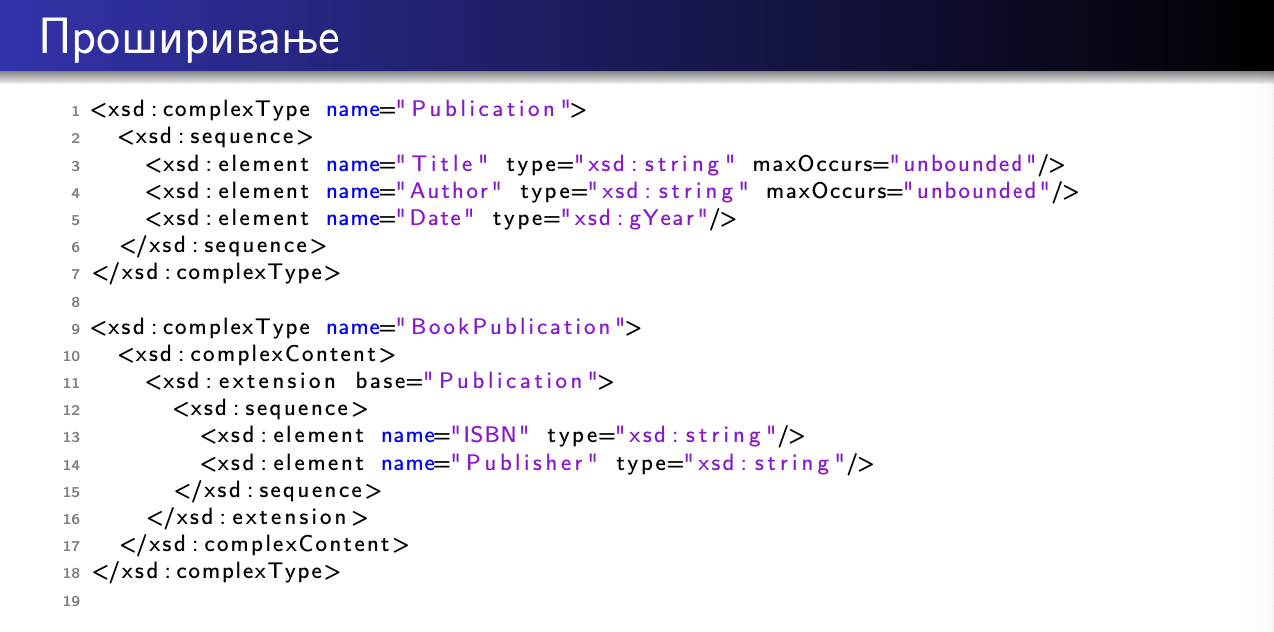 Проширивање
1 <xsd:complexType name="Publication">
2 <xsd:sequence>
3 <xsd:element name="Title" type="xsd:string" maxOccurs="unbounded"/>
4 <xsd:element name="Author" type="xsd:string" maxOccurs="unbounded"/>
5 <xsd:element name="Date" type="xsd:gYear"/>
6 </xsd:sequence>
7 </xsd:complexType>
8
9 <xsd:complexType name="BookPublication">
10 <xsd:complexContent>
11 <xsd:extension base="Publication">
12 <xsd:sequence>
13 <xsd:element name="ISBN" type="xsd:string"/>
14 <xsd:element name="Publisher" type="xsd:string"/>
15 </xsd:sequence>
16 </xsd:extension>
17 </xsd:complexContent>
18 </xsd:complexType>
19